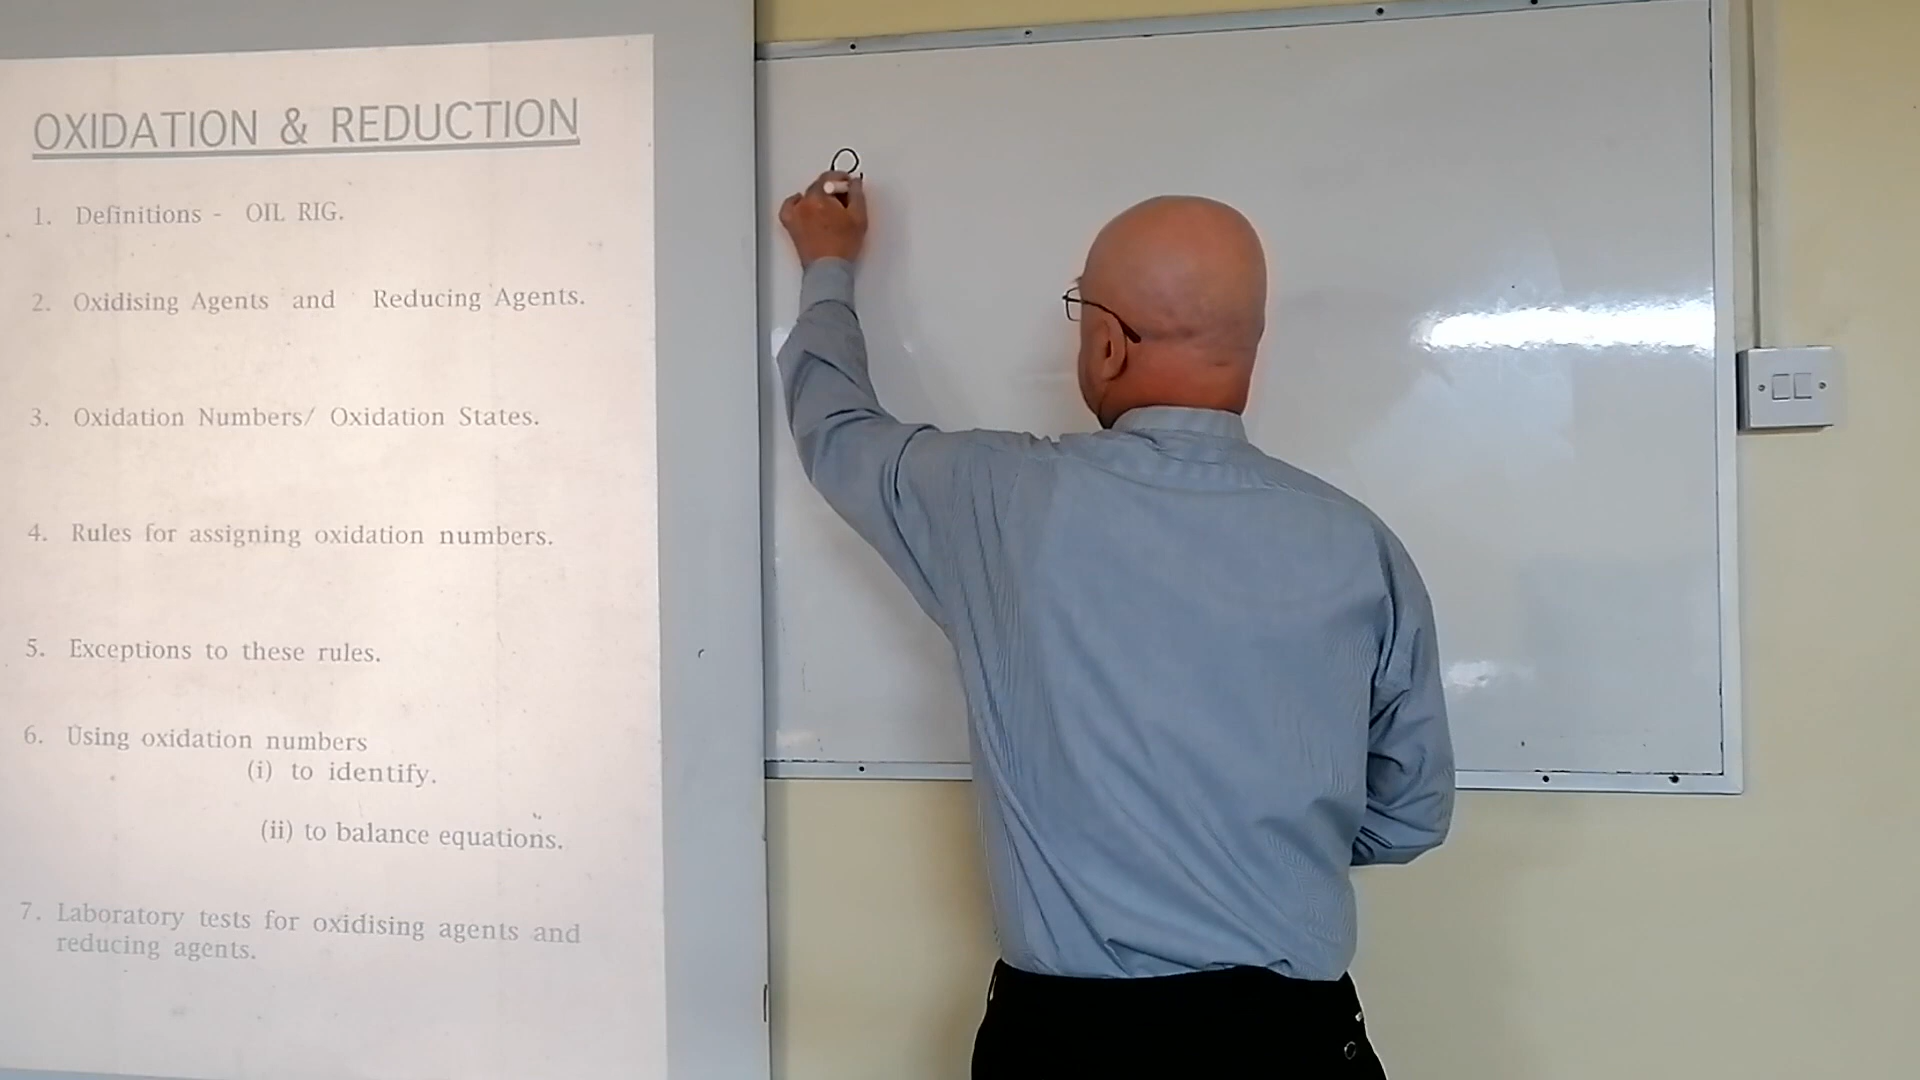 OXIDATION & REDUCTION
1. Definitions - OIL RIG.
2. Oxidising Agents and Reducing Agents.
3. Oxidation Numbers/ Oxidation States.
4. Rules for assigning oxidation numbers.
5. Exceptions to these rules.
6. Using oxidation numbers
(i) to identify.
(ii) to balance equations.
7. Laboratory tests for oxidising agents and
reducing agents.
O